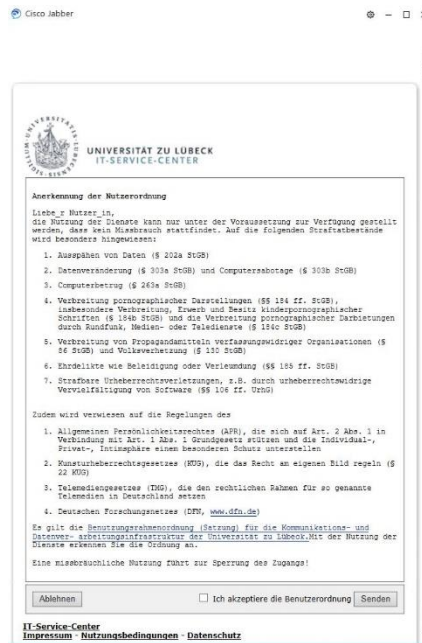 Cisco Jabber
UNIVERSITÄT ZU LÜBECK
IT-SERVICE-CENTER
Anerkennung der Nutzerordnung
Liebe_r Nutzer_in,
die Nutzung der Dienste kann nur unter der Voraussetzung zur Verfügung gestellt
werden, dass kein Missbrauch stattfindet. Auf die folgenden Straftatbestände
wird besonders hingewiesen:
1. Ausspähen von Daten (§ 202a StGB)
2. Datenveränderung (§ 303a StGB) und Computersabotage (§ 303b StGB)
3. Computerbetrug (§ 263a StGB)
4. Verbreitung pornographischer Darstellungen (§§ 184 ff. StGB),
insbesondere Verbreitung, Erwerb und Besitz kinderpornographischer
Schriften (§ 184b StGB) und die Verbreitung pornographischer Darbietungen
durch Rundfunk, Medien- oder Teledienste (§ 184c StGB)
5. Verbreitung von Propagandamitteln verfassungswidriger Organisationen (§
86 StGB) und Volksverhetzung (§ 130 StGB)
6. Ehrdelikte wie Beleidigung oder Verleumdung (§§ 185 ff. StGB)
7. Strafbare Urheberrechtsverletzungen, z.B. durch urheberrechtswidrige
Vervielfältigung von Software (§§ 106 ff. UrhG)
Zudem wird verwiesen auf die Regelungen des
1. Allgemeinen Persönlichkeitsrechtes (APR), die sich auf Art. 2 Abs. 1 in
Verbindung mit Art. 1 Abs. 1 Grundgesetz stützen und die Individual-,
Privat-, Intimsphäre einem besonderen Schutz unterstellen
2. Kunsturheberrechtsgesetzes (KUG), die das Recht am eigenen Bild regeln (§
22 KUG)
3. Telemediengesetzes (TMG), die den rechtlichen Rahmen für so genannte
Telemedien in Deutschland setzen
4. Deutschen Forschungsnetzes (DFN, www.dfn.de)
Es gilt die Benutzungsrahmenordnung (Satzung) für die Kommunikations- und
Datenver- arbeitungsinfrastruktur der Universität zu Lübeck.Mit der Nutzung der
Dienste erkennen Sie die Ordnung an.
Eine missbräuchliche Nutzung führt zur Sperrung des Zugangs!
Ablehnen Ich akzeptiere die Benutzerordnung Senden
IT-Service-Center
Impressum - Nutzungsbedingungen - Datenschutz